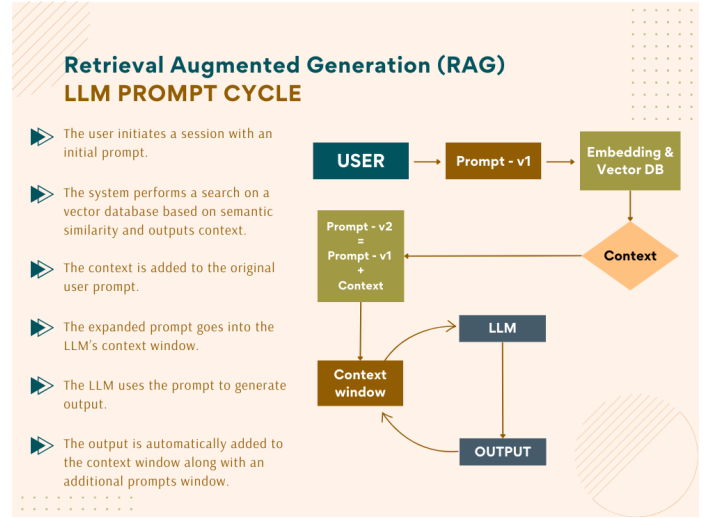 Retrieval Augmented Generation (RAG)
LLM PROMPT CYCLE
The user initiates a session with an
initial prompt.
The system performs a search on a
vector database based on semantic
similarity and outputs context.
The context is added to the original
user prompt.
The expanded prompt goes into the
LLM's context window.
The LLM uses the prompt to generate
output.
The output is automatically added to
the context window along with an
additional prompts window.
USER
Prompt - v1
Embedding &
Vector DB
Context
Prompt - v2
=
Prompt - v1
+
Context
Context
window
LLM
OUTPUT